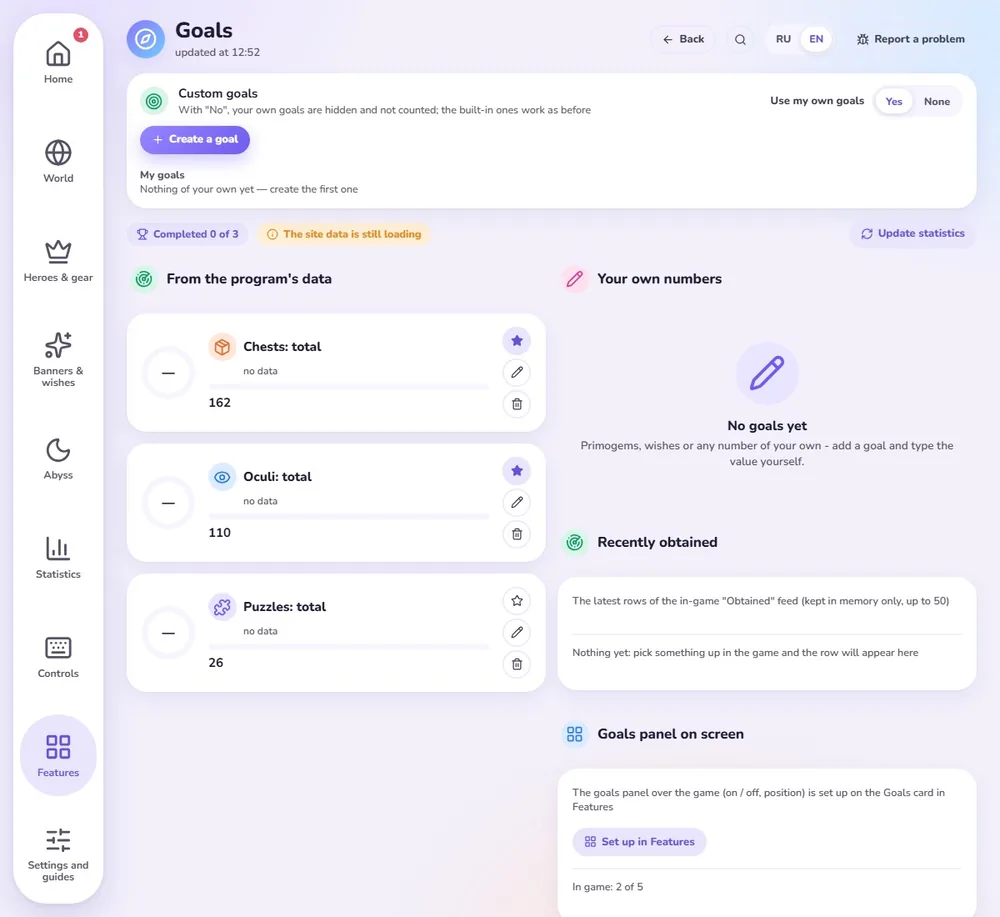 1
Home
World
Heroes & gear
Banners &
wishes
Abyss
Statistics
Controls
Features
Settings and
guides
Goals
updated at 12:52
Back
RU
EN
Report a problem
Custom goals
With "No", your own goals are hidden and not counted; the built-in ones work as before
Use my own goals
Yes
None
+ Create a goal
My goals
Nothing of your own yet — create the first one
Completed 0 of 3
The site data is still loading
Update statistics
From the program's data
—
Chests: total
no data
162
—
Oculi: total
no data
110
—
Puzzles: total
no data
26
Your own numbers
No goals yet
Primogems, wishes or any number of your own - add a goal and type the
value yourself.
Recently obtained
The latest rows of the in-game "Obtained" feed (kept in memory only, up to 50)
Nothing yet: pick something up in the game and the row will appear here
Goals panel on screen
The goals panel over the game (on / off, position) is set up on the Goals card in
Features
Set up in Features
In game: 2 of 5